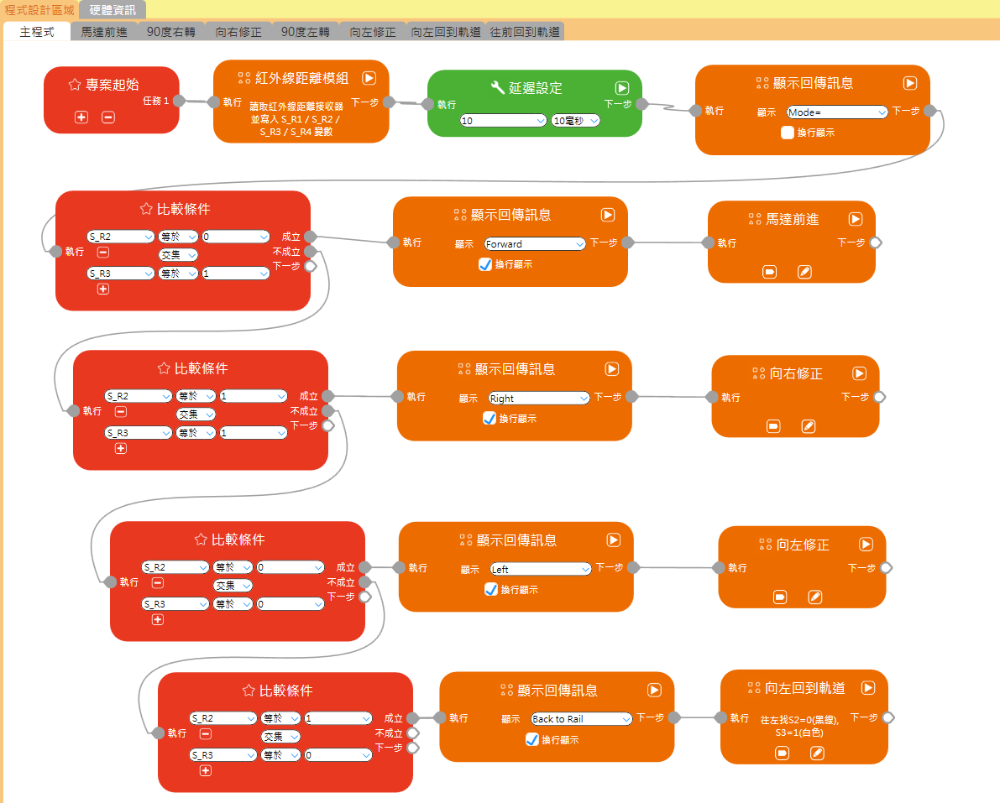 程式設計區域 硬體資訊
主程式 馬達前進 90度右轉 向右修正 90度左轉 向左修正 向左回到軌道 往前回到軌道
專案起始
任務 1
紅外線距離模組
執行
讀取紅外線距離接收器
並寫入 S_R1 / S_R2 /
S_R3 / S_R4 變數
下一步
延遲設定
執行
下一步
10 10毫秒
顯示回傳訊息
執行 顯示 Mode= 下一步
換行顯示
比較條件
S_R2 等於 0 成立
執行 交集 不成立
S_R3 等於 1 下一步
顯示回傳訊息
執行 顯示 Forward 下一步
換行顯示
馬達前進
執行 下一步
比較條件
S_R2 等於 1 成立
執行 交集 不成立
S_R3 等於 1 下一步
顯示回傳訊息
執行 顯示 Right 下一步
換行顯示
向右修正
執行 下一步
比較條件
S_R2 等於 0 成立
執行 交集 不成立
S_R3 等於 0 下一步
顯示回傳訊息
執行 顯示 Left 下一步
換行顯示
向左修正
執行 下一步
比較條件
S_R2 等於 1 成立
執行 交集 不成立
S_R3 等於 0 下一步
顯示回傳訊息
執行 顯示 Back to Rail 下一步
換行顯示
向左回到軌道
執行 下一步
往左找S2=0(黑線),
S3=1(白色)